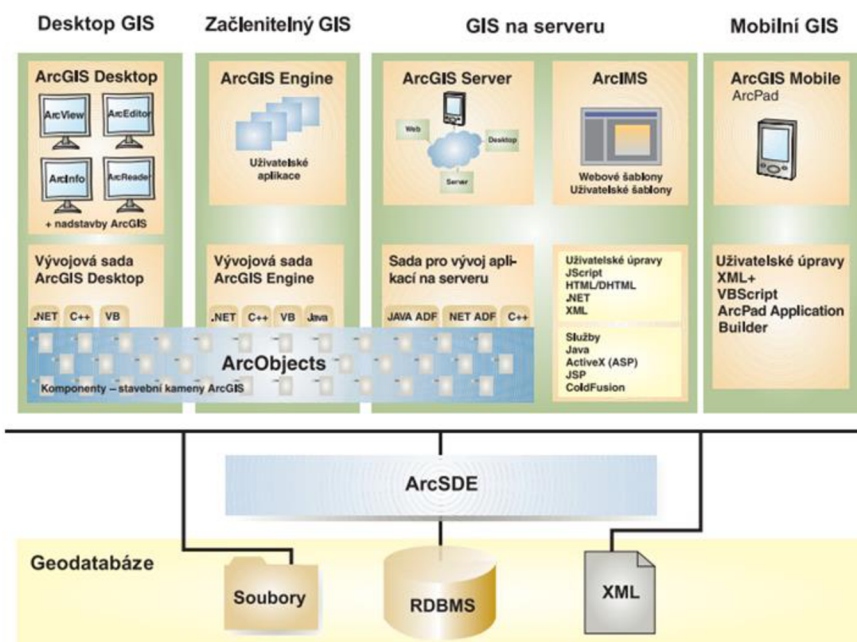 Desktop GIS
Začlenitelný GIS
GIS na serveru
Mobilní GIS
ArcGIS Desktop
ArcView
ArcEditor
ArcInfo
ArcReader
+ nadstavby ArcGIS
ArcGIS Engine
Uživatelské
aplikace
ArcGIS Server
Web
Desktop
Server
ArcIMS
Webové šablony
Uživatelské šablony
ArcGIS Mobile
ArcPad
Vývojová sada
ArcGIS Desktop
.NET
C++
VB
Vývojová sada
ArcGIS Engine
.NET
C++
VB
Java
Sada pro vývoj apli-
kací na serveru
JAVA ADF
NET ADF
C++
Uživatelské úpravy
JScript
HTML/DHTML
.NET
XML
Služby
Java
ActiveX (ASP)
JSP
ColdFusion
Uživatelské úpravy
XML+
VBScript
ArcPad Application
Builder
ArcObjects
Komponenty – stavební kameny ArcGIS
ArcSDE
Geodatabáze
Soubory
RDBMS
XML